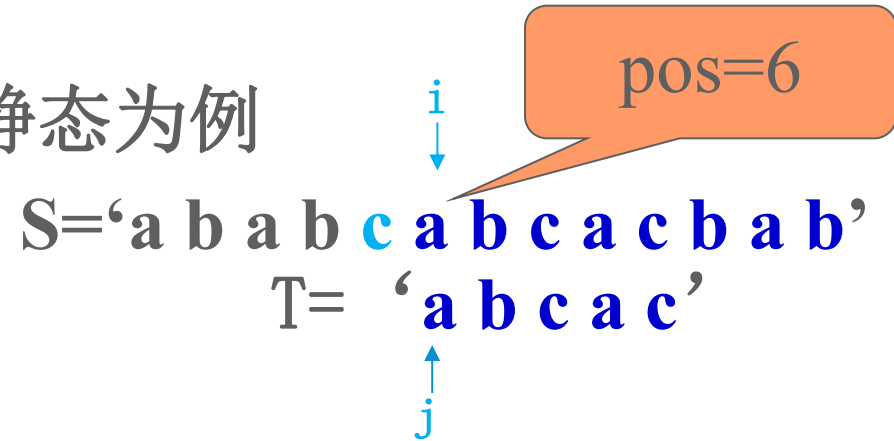 pos=6
静态为例
i
S=‘a b a b c a b c a c b a b’
T= ‘a b c a c’
j